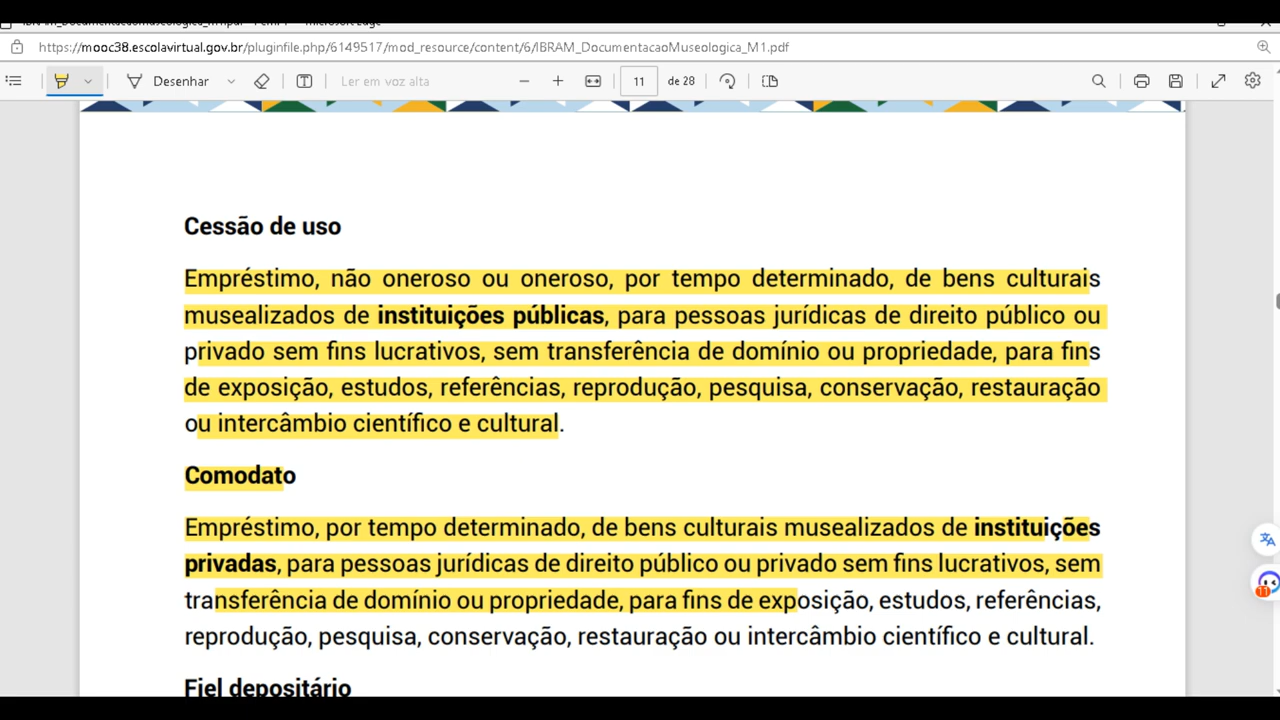 https://mooc38.escolavirtual.gov.br/pluginfile.php/6149517/mod_resource/content/6/IBRAM_DocumentacaoMuseologica_M1.pdf
Desenhar
Ler em voz alta
11
de 28
Cessão de uso
Empréstimo, não oneroso ou oneroso, por tempo determinado, de bens culturais
musealizados de instituições públicas, para pessoas jurídicas de direito público ou
privado sem fins lucrativos, sem transferência de domínio ou propriedade, para fins
de exposição, estudos, referências, reprodução, pesquisa, conservação, restauração
ou intercâmbio científico e cultural.
Comodato
Empréstimo, por tempo determinado, de bens culturais musealizados de instituições
privadas, para pessoas jurídicas de direito público ou privado sem fins lucrativos, sem
transferência de domínio ou propriedade, para fins de exposição, estudos, referências,
reprodução, pesquisa, conservação, restauração ou intercâmbio científico e cultural.
Fiel depositário
11